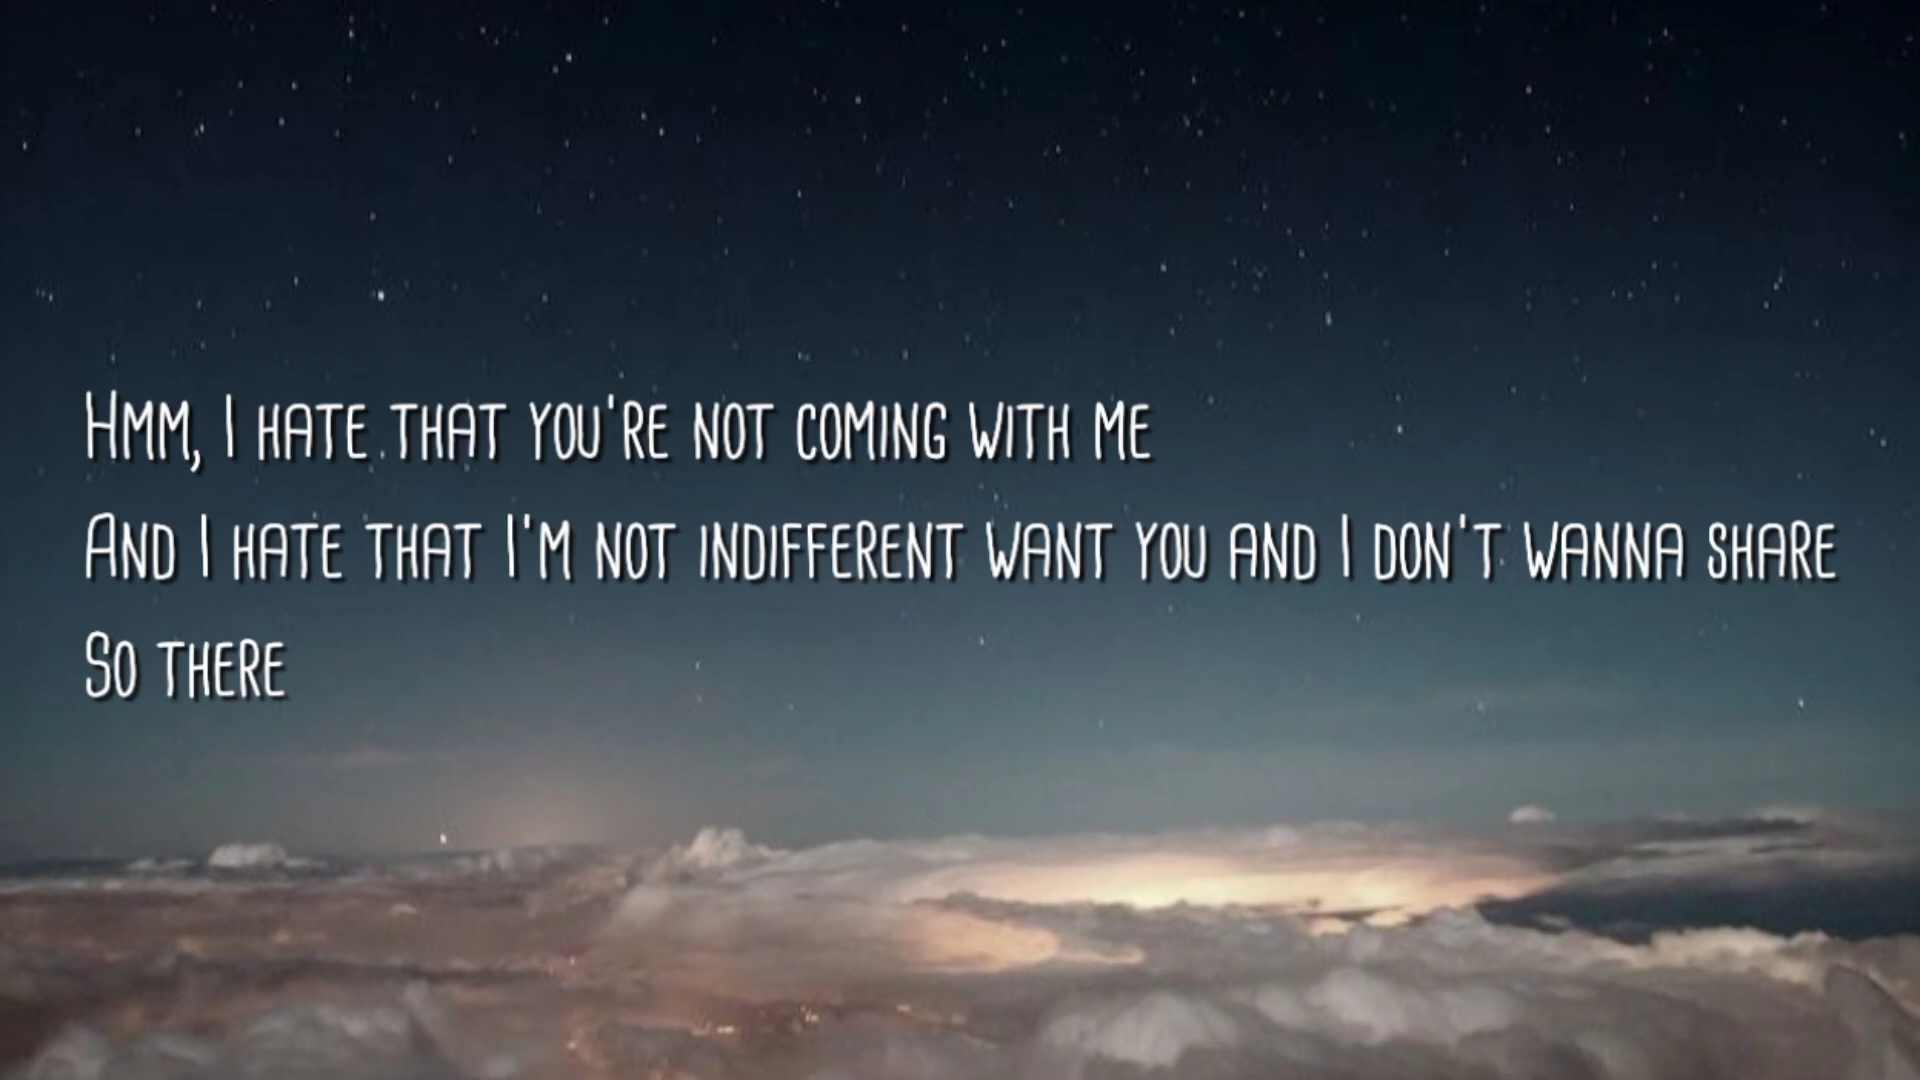 Hmm, I hate that you're not coming with me
And I hate that I'm not indifferent want you and I don't wanna share
So there